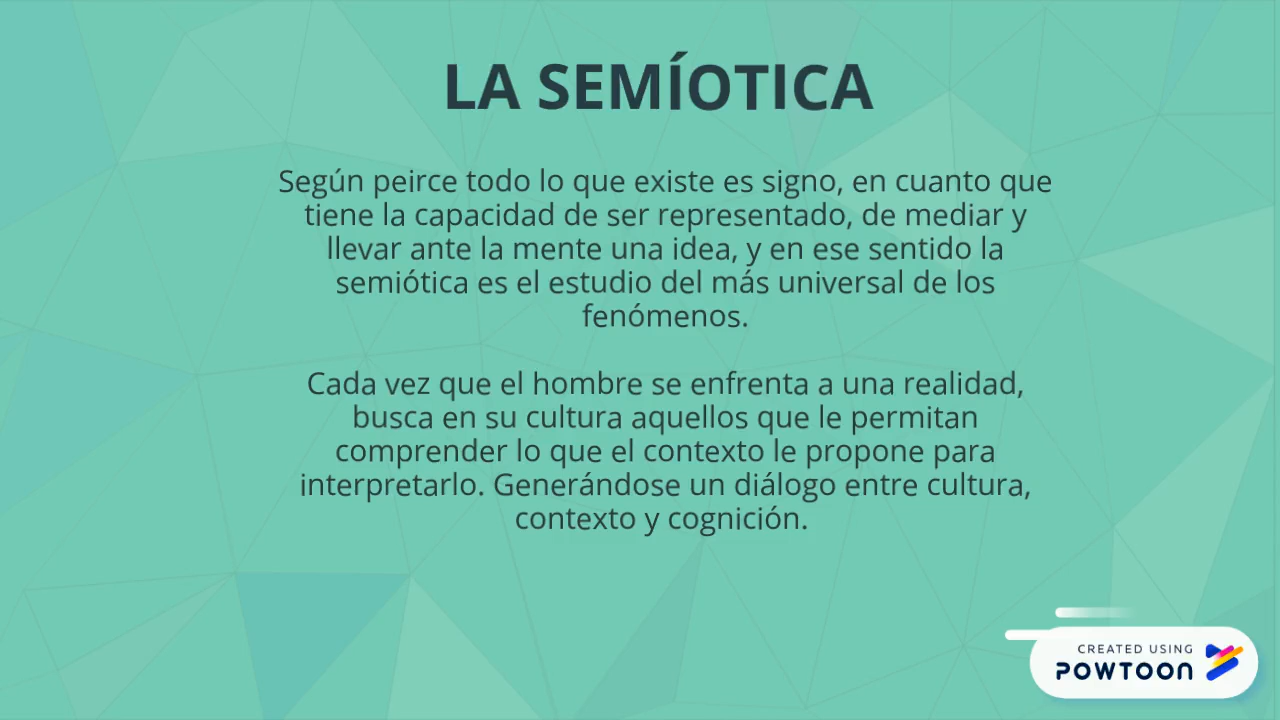 LA SEMÍOTICA
Según peirce todo lo que existe es signo, en cuanto que
tiene la capacidad de ser representado, de mediar y
llevar ante la mente una idea, y en ese sentido la
semiótica es el estudio del más universal de los
fenómenos.
Cada vez que el hombre se enfrenta a una realidad,
busca en su cultura aquellos que le permitan
comprender lo que el contexto le propone para
interpretarlo. Generándose un diálogo entre cultura,
contexto y cognición.
CREATED USING
POWTOON